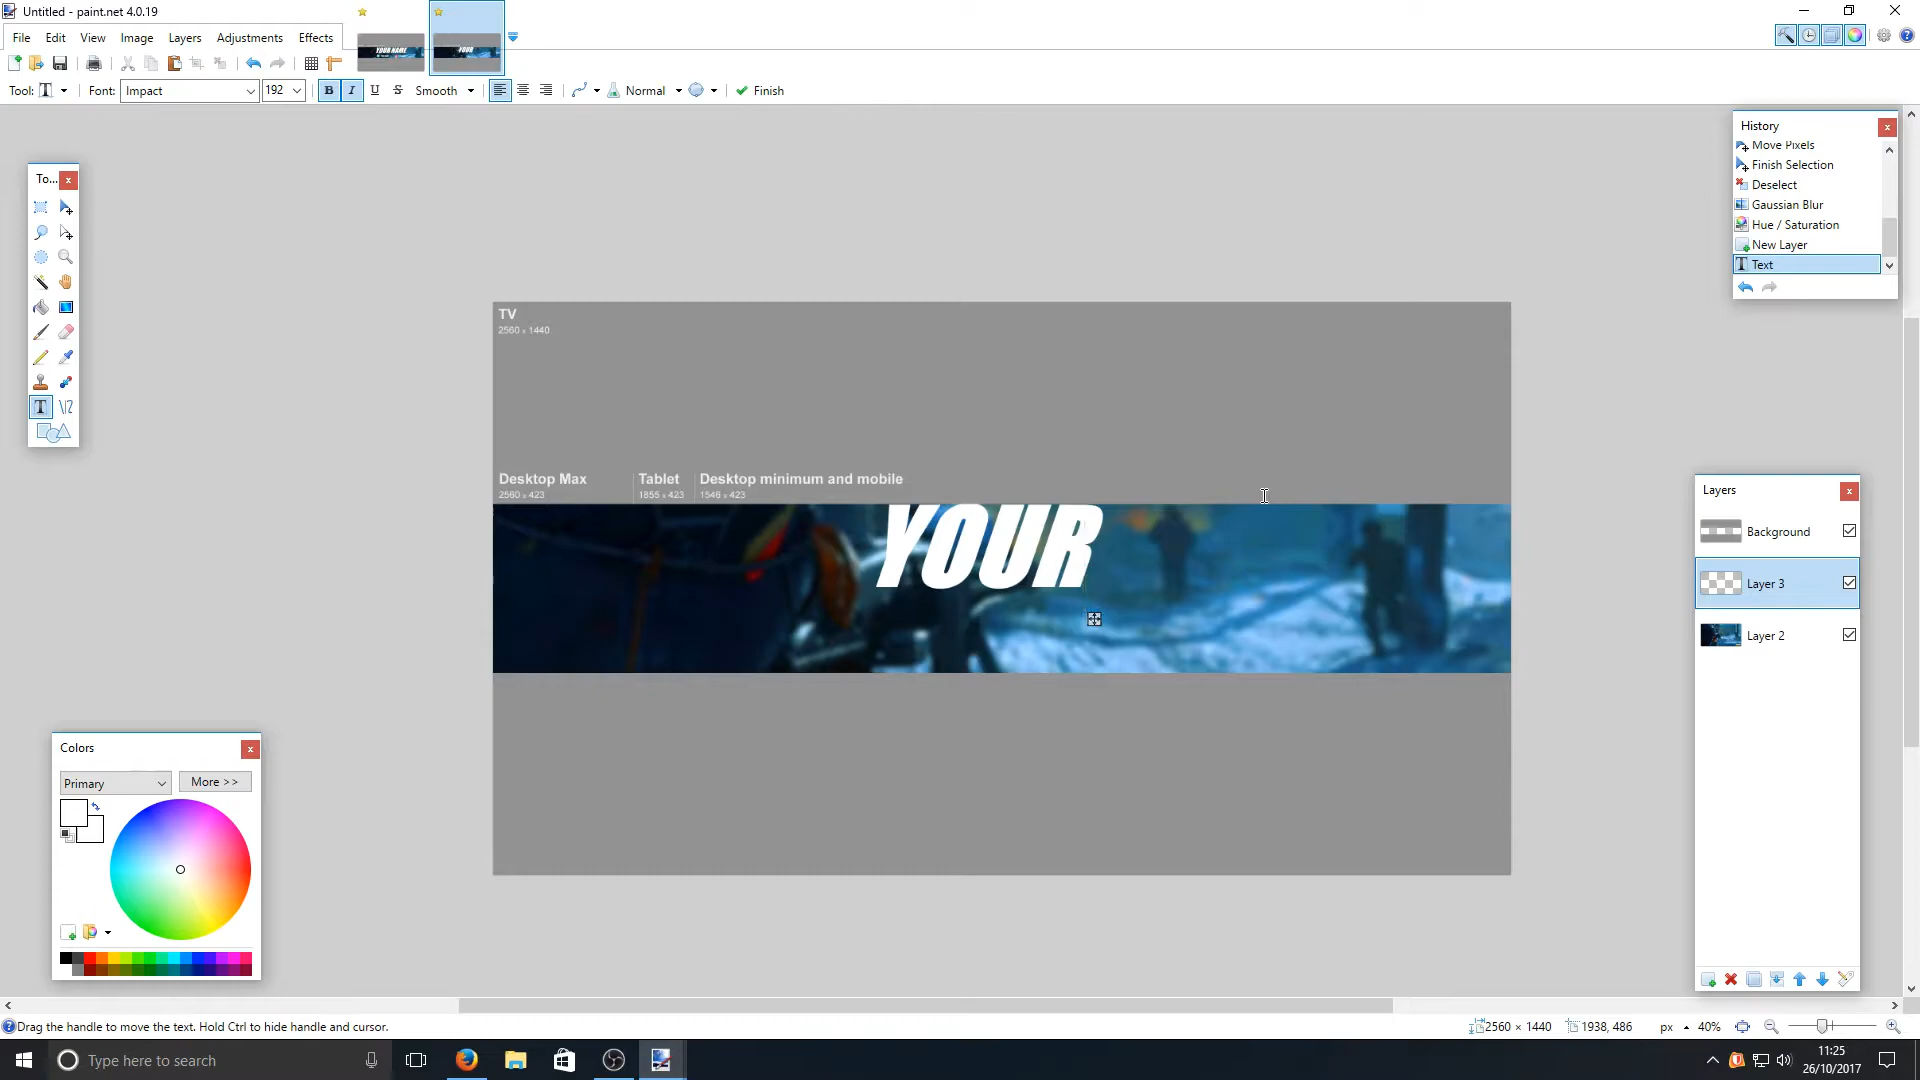 Untitled - paint.net 4.0.19
File Edit View Image Layers Adjustments Effects
YOUR NAME
YOUR
Tool: T Font: Impact 192 B I U S Smooth Normal Finish
History
Move Pixels
Finish Selection
Deselect
Gaussian Blur
Hue / Saturation
New Layer
T Text
To...
T
TV
2560 x 1440
Desktop Max
2560 x 423
Tablet
1855 x 423
Desktop minimum and mobile
1546 x 423
YOUR
Layers
Background
Layer 3
Layer 2
Colors
Primary
More >>
Drag the handle to move the text. Hold Ctrl to hide handle and cursor.
2560 × 1440 1938, 486 px 40%
Type here to search
11:25
26/10/2017